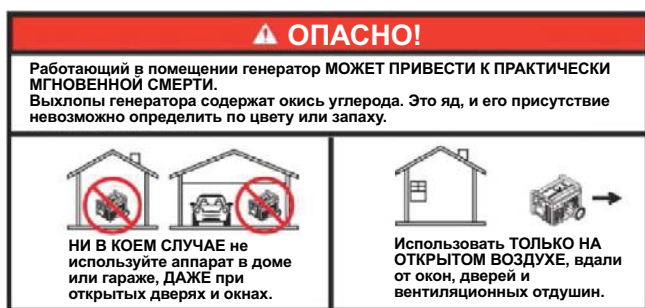 ОПАСНО!
Работающий в помещении генератор МОЖЕТ ПРИВЕСТИ К ПРАКТИЧЕСКИ
МГНОВЕННОЙ СМЕРТИ.
Выхлопы генератора содержат окись углерода. Это яд, и его присутствие
невозможно определить по цвету или запаху.
НИ В КОЕМ СЛУЧАЕ не
используйте аппарат в доме
или гараже, ДАЖЕ при
открытых дверях и окнах.
Использовать ТОЛЬКО НА
ОТКРЫТОМ ВОЗДУХЕ, вдали
от окон, дверей и
вентиляционных отдушин.